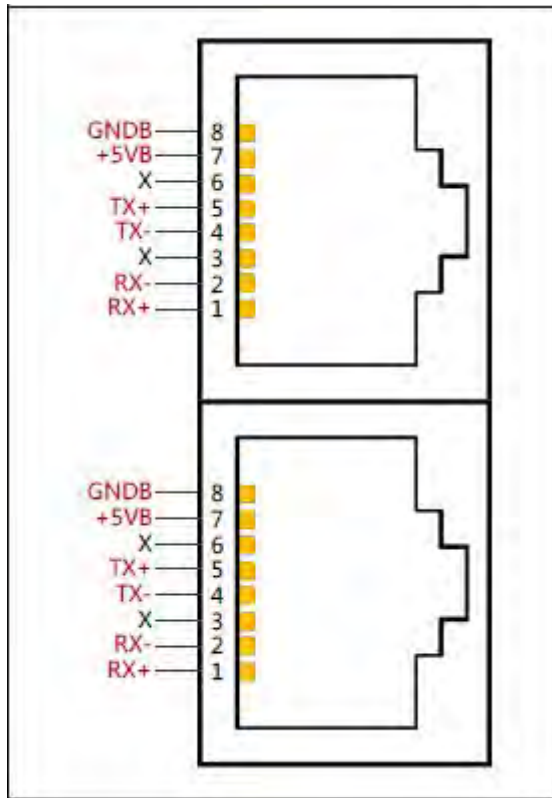 GNDB 8
+5VB 7
X 6
TX+ 5
TX- 4
X 3
RX- 2
RX+ 1
GNDB 8
+5VB 7
X 6
TX+ 5
TX- 4
X 3
RX- 2
RX+ 1